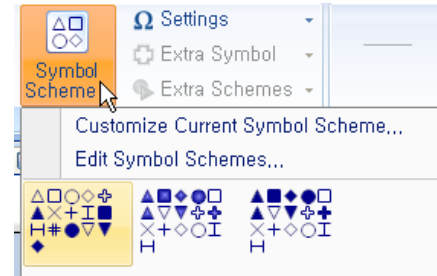 Ω Settings
Extra Symbol
Symbol
Scheme
Extra Schemes
Customize Current Symbol Scheme...
Edit Symbol Schemes...